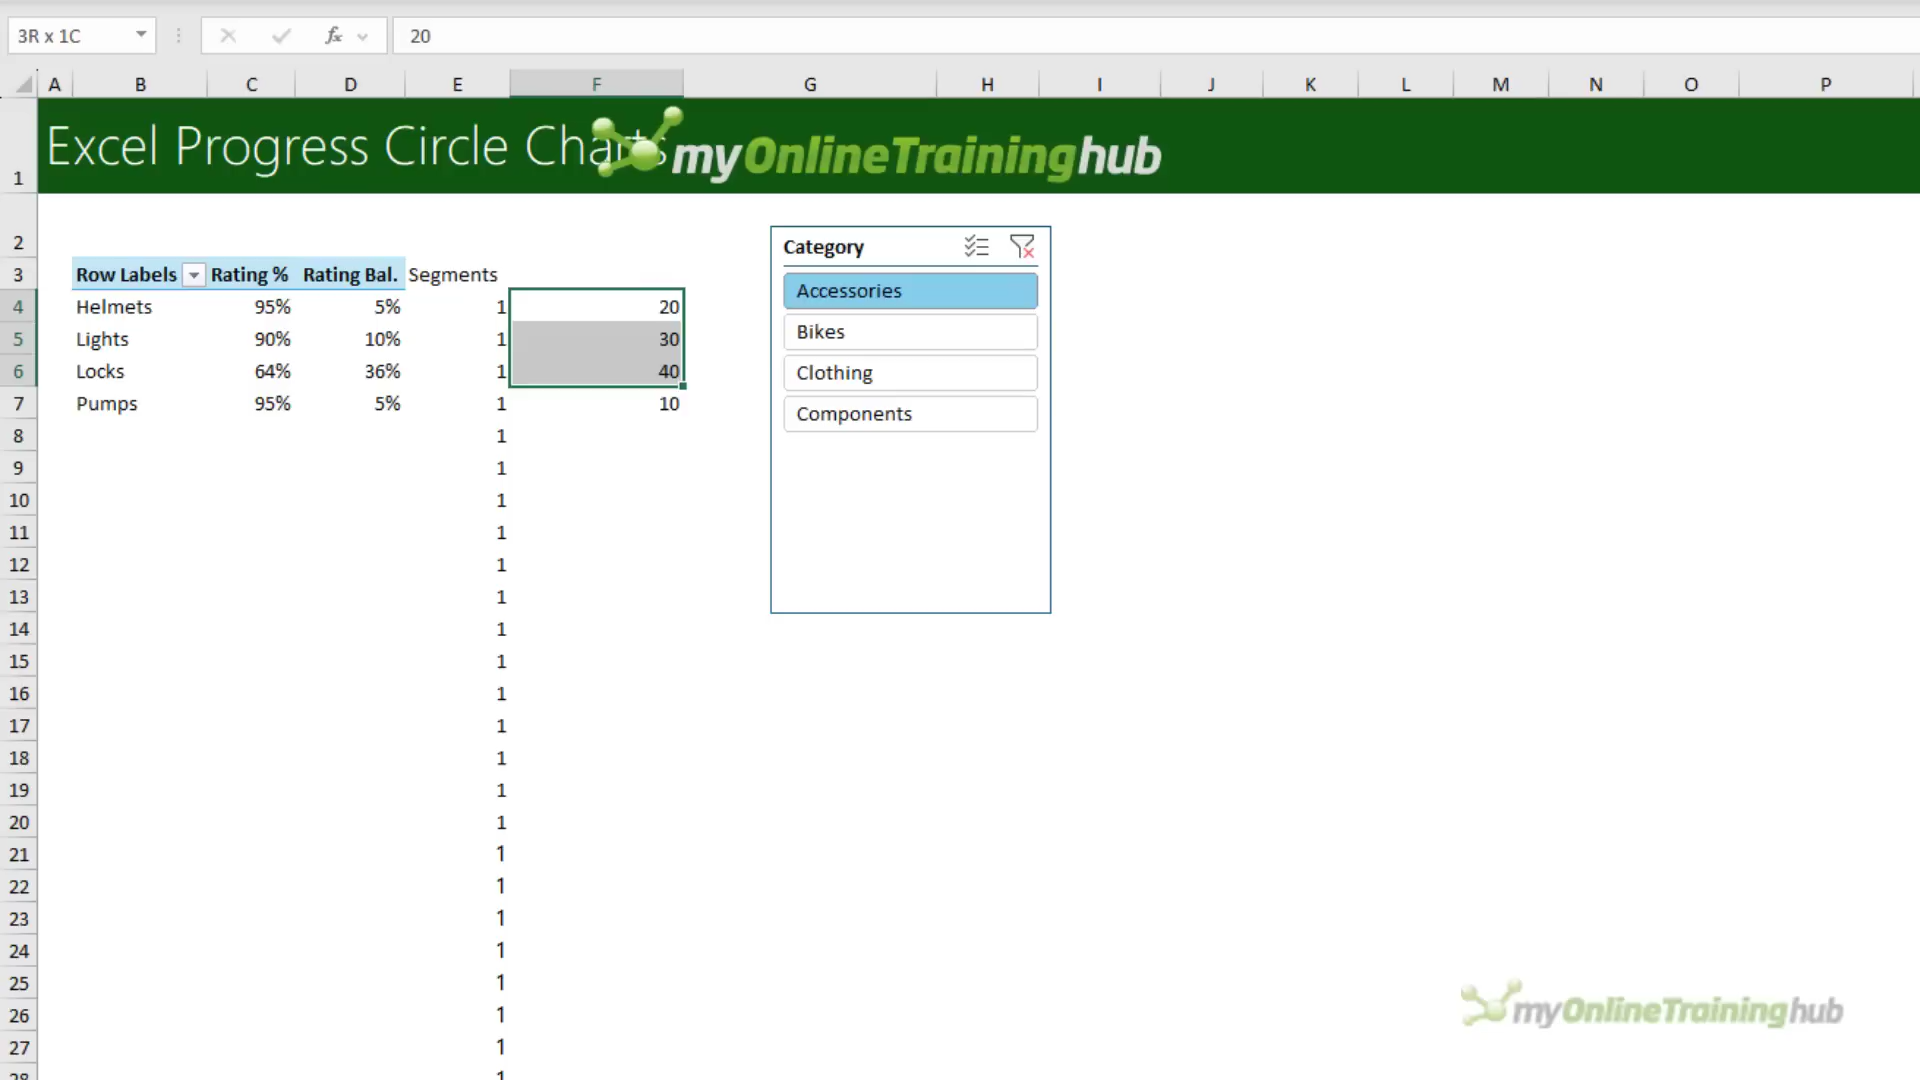 3R x 1C fx 20
A B C D E F G H I J K L M N O P
1 Excel Progress Circle Charts myOnlineTraininghub
2 Category
3 Row Labels Rating % Rating Bal. Segments
4 Helmets 95% 5% 1 20 Accessories
5 Lights 90% 10% 1 30 Bikes
6 Locks 64% 36% 1 40 Clothing
7 Pumps 95% 5% 1 10 Components
8 1
9 1
10 1
11 1
12 1
13 1
14 1
15 1
16 1
17 1
18 1
19 1
20 1
21 1
22 1
23 1
24 1
25 1
26 1 myOnlineTraininghub
27 1
28 1